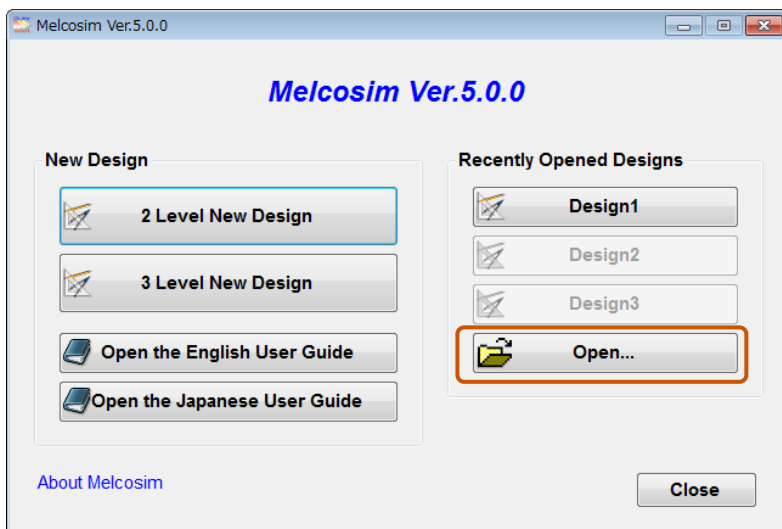 Melcosim Ver.5.0.0
Melcosim Ver.5.0.0
New Design
2 Level New Design
3 Level New Design
Open the English User Guide
Open the Japanese User Guide
Recently Opened Designs
Design1
Design2
Design3
Open...
About Melcosim
Close